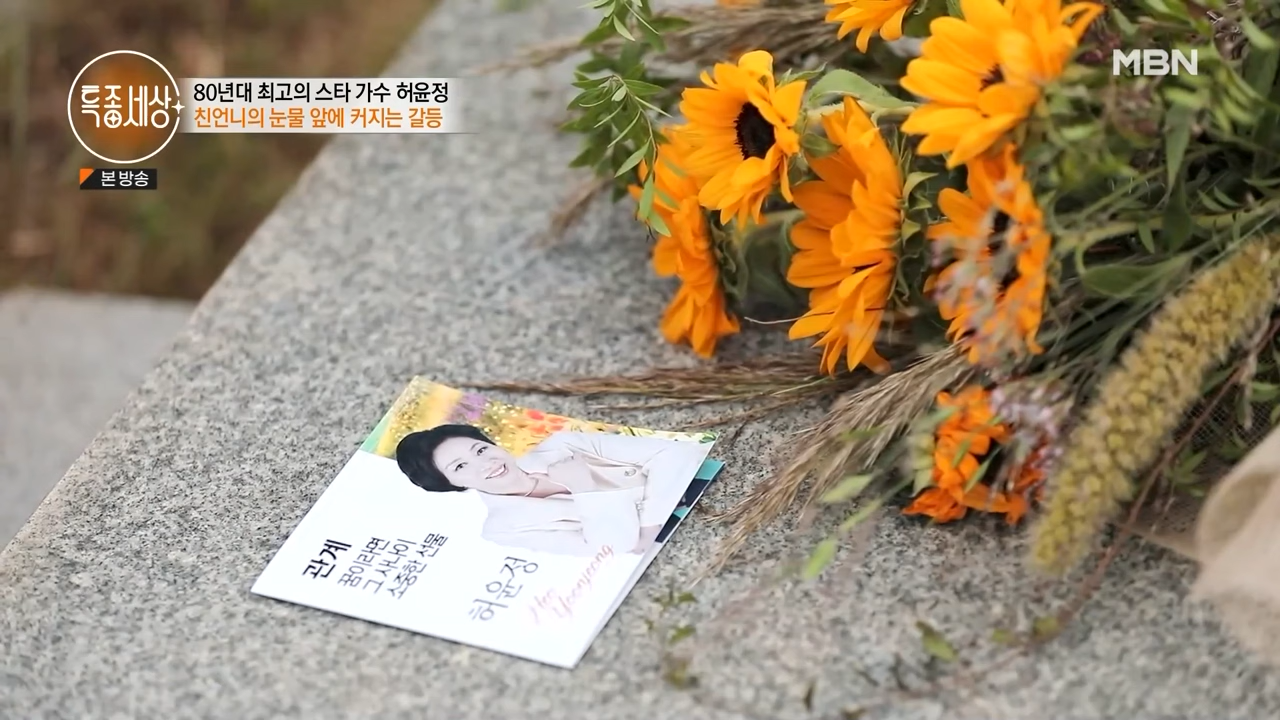 특종세상
80년대 최고의 스타 가수 허윤정
친언니의 눈물 앞에 커지는 갈등
본 방송
MBN
관계
꿈이라면
그 사나이
소중한 선물
허윤정
Heo
Yoonjeong